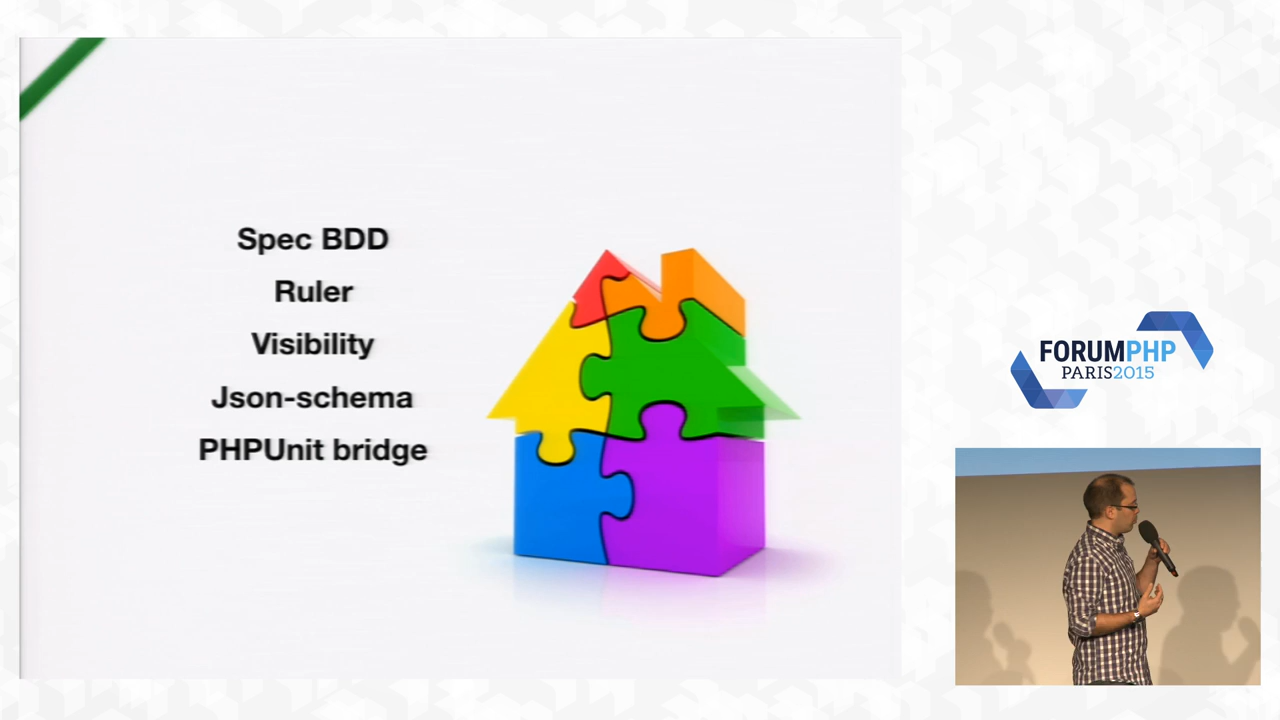 Spec BDD
Ruler
Visibility
Json-schema
PHPUnit bridge
FORUMPHP
PARIS2015